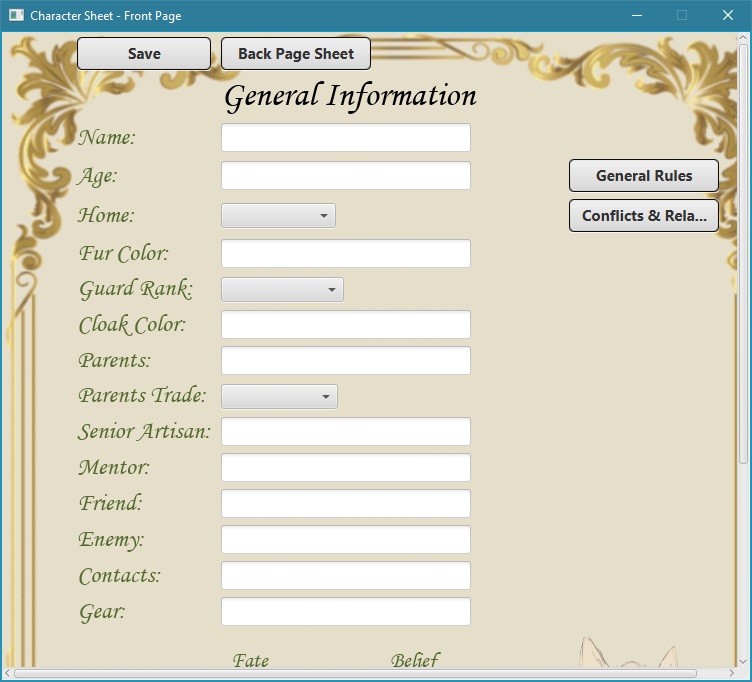 Character Sheet - Front Page
Save
Back Page Sheet
General Information
Name:
Age:
General Rules
Home:
Conflicts & Rela...
Fur Color:
Guard Rank:
Cloak Color:
Parents:
Parents Trade:
Senior Artisan:
Mentor:
Friend:
Enemy:
Contacts:
Gear:
Fate
Belief